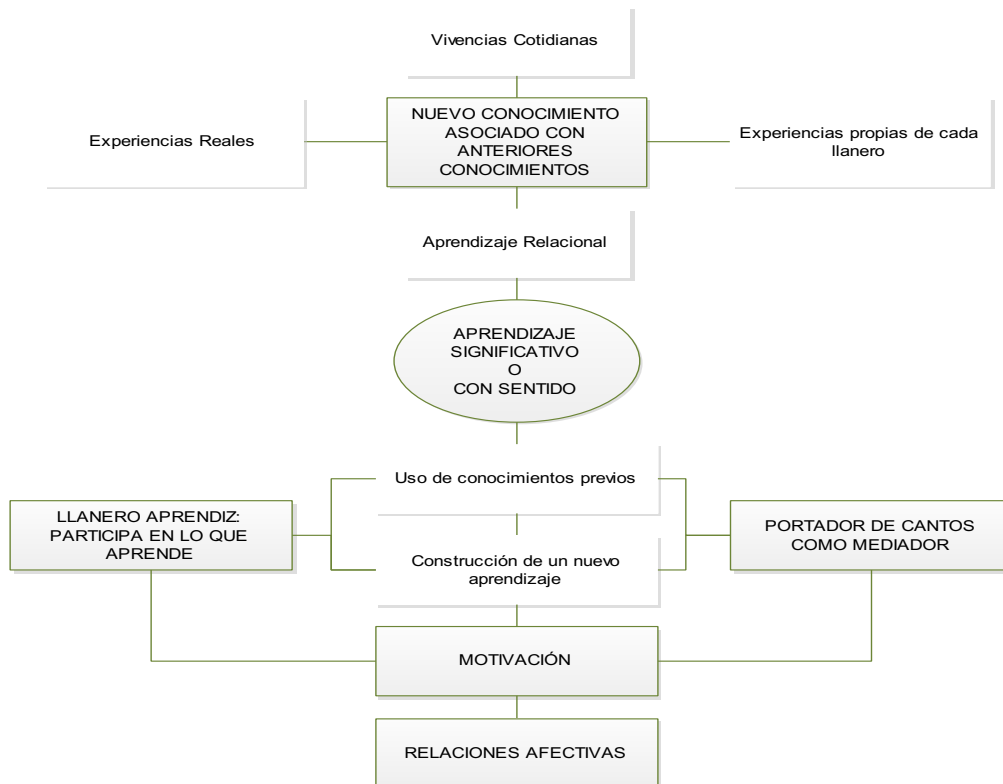 Vivencias Cotidianas
NUEVO CONOCIMIENTO
ASOCIADO CON
ANTERIORES
CONOCIMIENTOS
Experiencias Reales
Experiencias propias de cada
llanero
Aprendizaje Relacional
APRENDIZAJE
SIGNIFICATIVO
O
CON SENTIDO
Uso de conocimientos previos
LLANERO APRENDIZ:
PARTICIPA EN LO QUE
APRENDE
PORTADOR DE CANTOS
COMO MEDIADOR
Construcción de un nuevo
aprendizaje
MOTIVACIÓN
RELACIONES AFECTIVAS